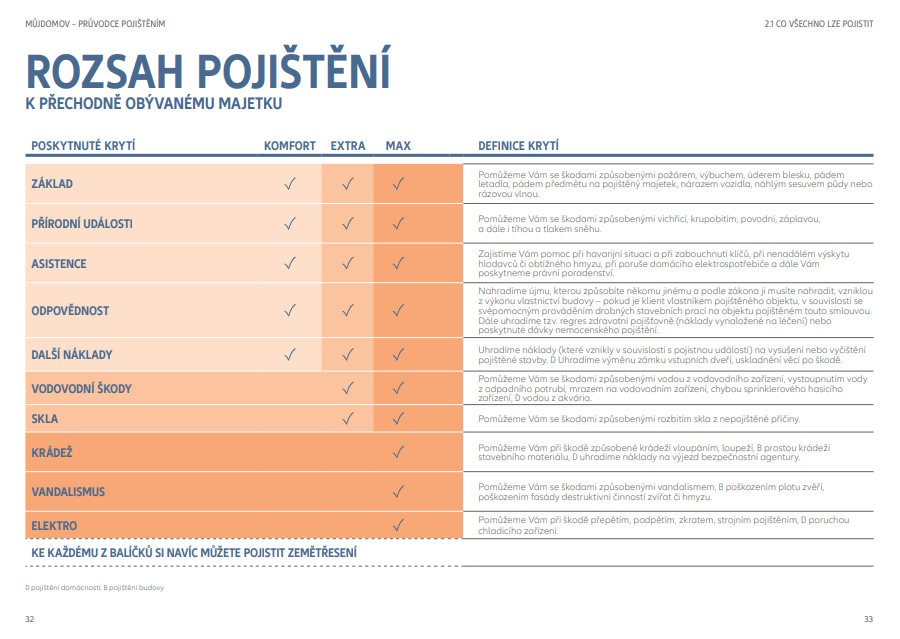 MŮJDOMOV – PRŮVODCE POJIŠTĚNÍM
2.1 CO VŠECHNO LZE POJISTIT
ROZSAH POJIŠTĚNÍ
K PŘECHODNĚ OBÝVANÉMU MAJETKU
POSKYTNUTÉ KRYTÍ KOMFORT EXTRA MAX DEFINICE KRYTÍ
ZÁKLAD ✓ ✓ ✓
Pomůžeme Vám se škodami způsobenými požárem, výbuchem, úderem blesku, pádem
letadla, pádem předmětu na pojištěný majetek, nárazem vozidla, náhlým sesuvem půdy nebo
rázovou vlnou.
PŘÍRODNÍ UDÁLOSTI ✓ ✓ ✓
Pomůžeme Vám se škodami způsobenými vichřicí, krupobitím, povodní, záplavou,
a dále i tíhou a tlakem sněhu.
ASISTENCE ✓ ✓ ✓
Zajistíme Vám pomoc při havarijní situaci a při zabouchnutí klíčů, při nenadálém výskytu
hlodavců či obtížného hmyzu, při poruše domácího elektrospotřebiče a dále Vám
poskytneme právní poradenství.
ODPOVĚDNOST ✓ ✓ ✓
Nahradíme újmu, kterou způsobíte někomu jinému a podle zákona ji musíte nahradit, vzniklou
z výkonu vlastnictví budovy – pokud je klient vlastníkem pojištěného objektu, v souvislosti se
svépomocným prováděním drobných stavebních prací na objektu pojištěném touto smlouvou.
Dále uhradíme tzv. regres zdravotní pojišťovně (náklady vynaložené na léčení) nebo
poskytnuté dávky nemocenského pojištění.
DALŠÍ NÁKLADY ✓ ✓ ✓
Uhradíme náklady (které vznikly v souvislosti s pojistnou událostí) na vysušení nebo vyčištění
pojištěné stavby. D Uhradíme výměnu zámku vstupních dveří, uskladnění věcí po škodě.
VODOVODNÍ ŠKODY ✓ ✓
Pomůžeme Vám se škodami způsobenými vodou z vodovodního zařízení, vystoupnutím vody
z odpadního potrubí, mrazem na vodovodním zařízení, chybou sprinklerového hasicího
zařízení, D vodou z akvária.
SKLA ✓ ✓
Pomůžeme Vám se škodami způsobenými rozbitím skla z nepojištěné příčiny.
KRÁDEŽ ✓
Pomůžeme Vám při škodě způsobené krádeží vloupáním, loupeží, B prostou krádeží
stavebního materiálu, D uhradíme náklady na výjezd bezpečnostní agentury.
VANDALISMUS ✓
Pomůžeme Vám se škodami způsobenými vandalismem, B poškozením plotu zvěří,
poškozením fasády destruktivní činností zvířat či hmyzu.
ELEKTRO ✓
Pomůžeme Vám při škodě přepětím, podpětím, zkratem, strojním pojištěním, D poruchou
chladicího zařízení.
KE KAŽDÉMU Z BALÍČKŮ SI NAVÍC MŮŽETE POJISTIT ZEMĚTŘESENÍ
D pojištění domácnosti, B pojištění budovy
32
33